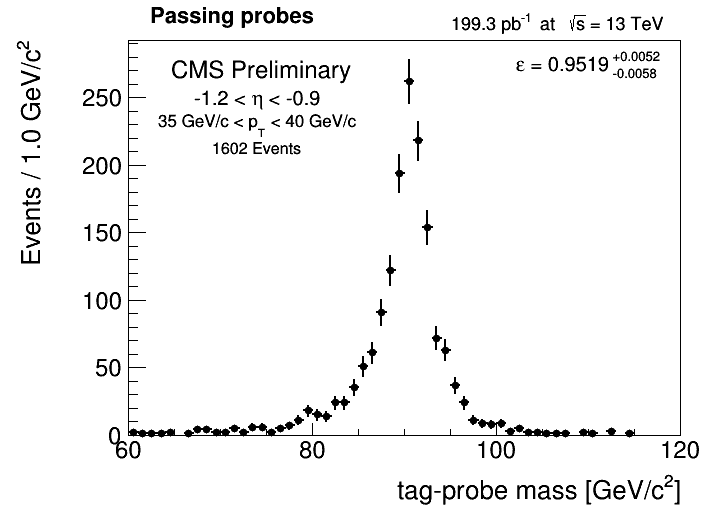 Passing probes
199.3 pb⁻¹ at √s = 13 TeV
CMS Preliminary
-1.2 < η < -0.9
35 GeV/c < p_T < 40 GeV/c
1602 Events
ε = 0.9519 +0.0052 -0.0058
Events / 1.0 GeV/c²
250
200
150
100
50
0
60 80 100 120
tag-probe mass [GeV/c²]